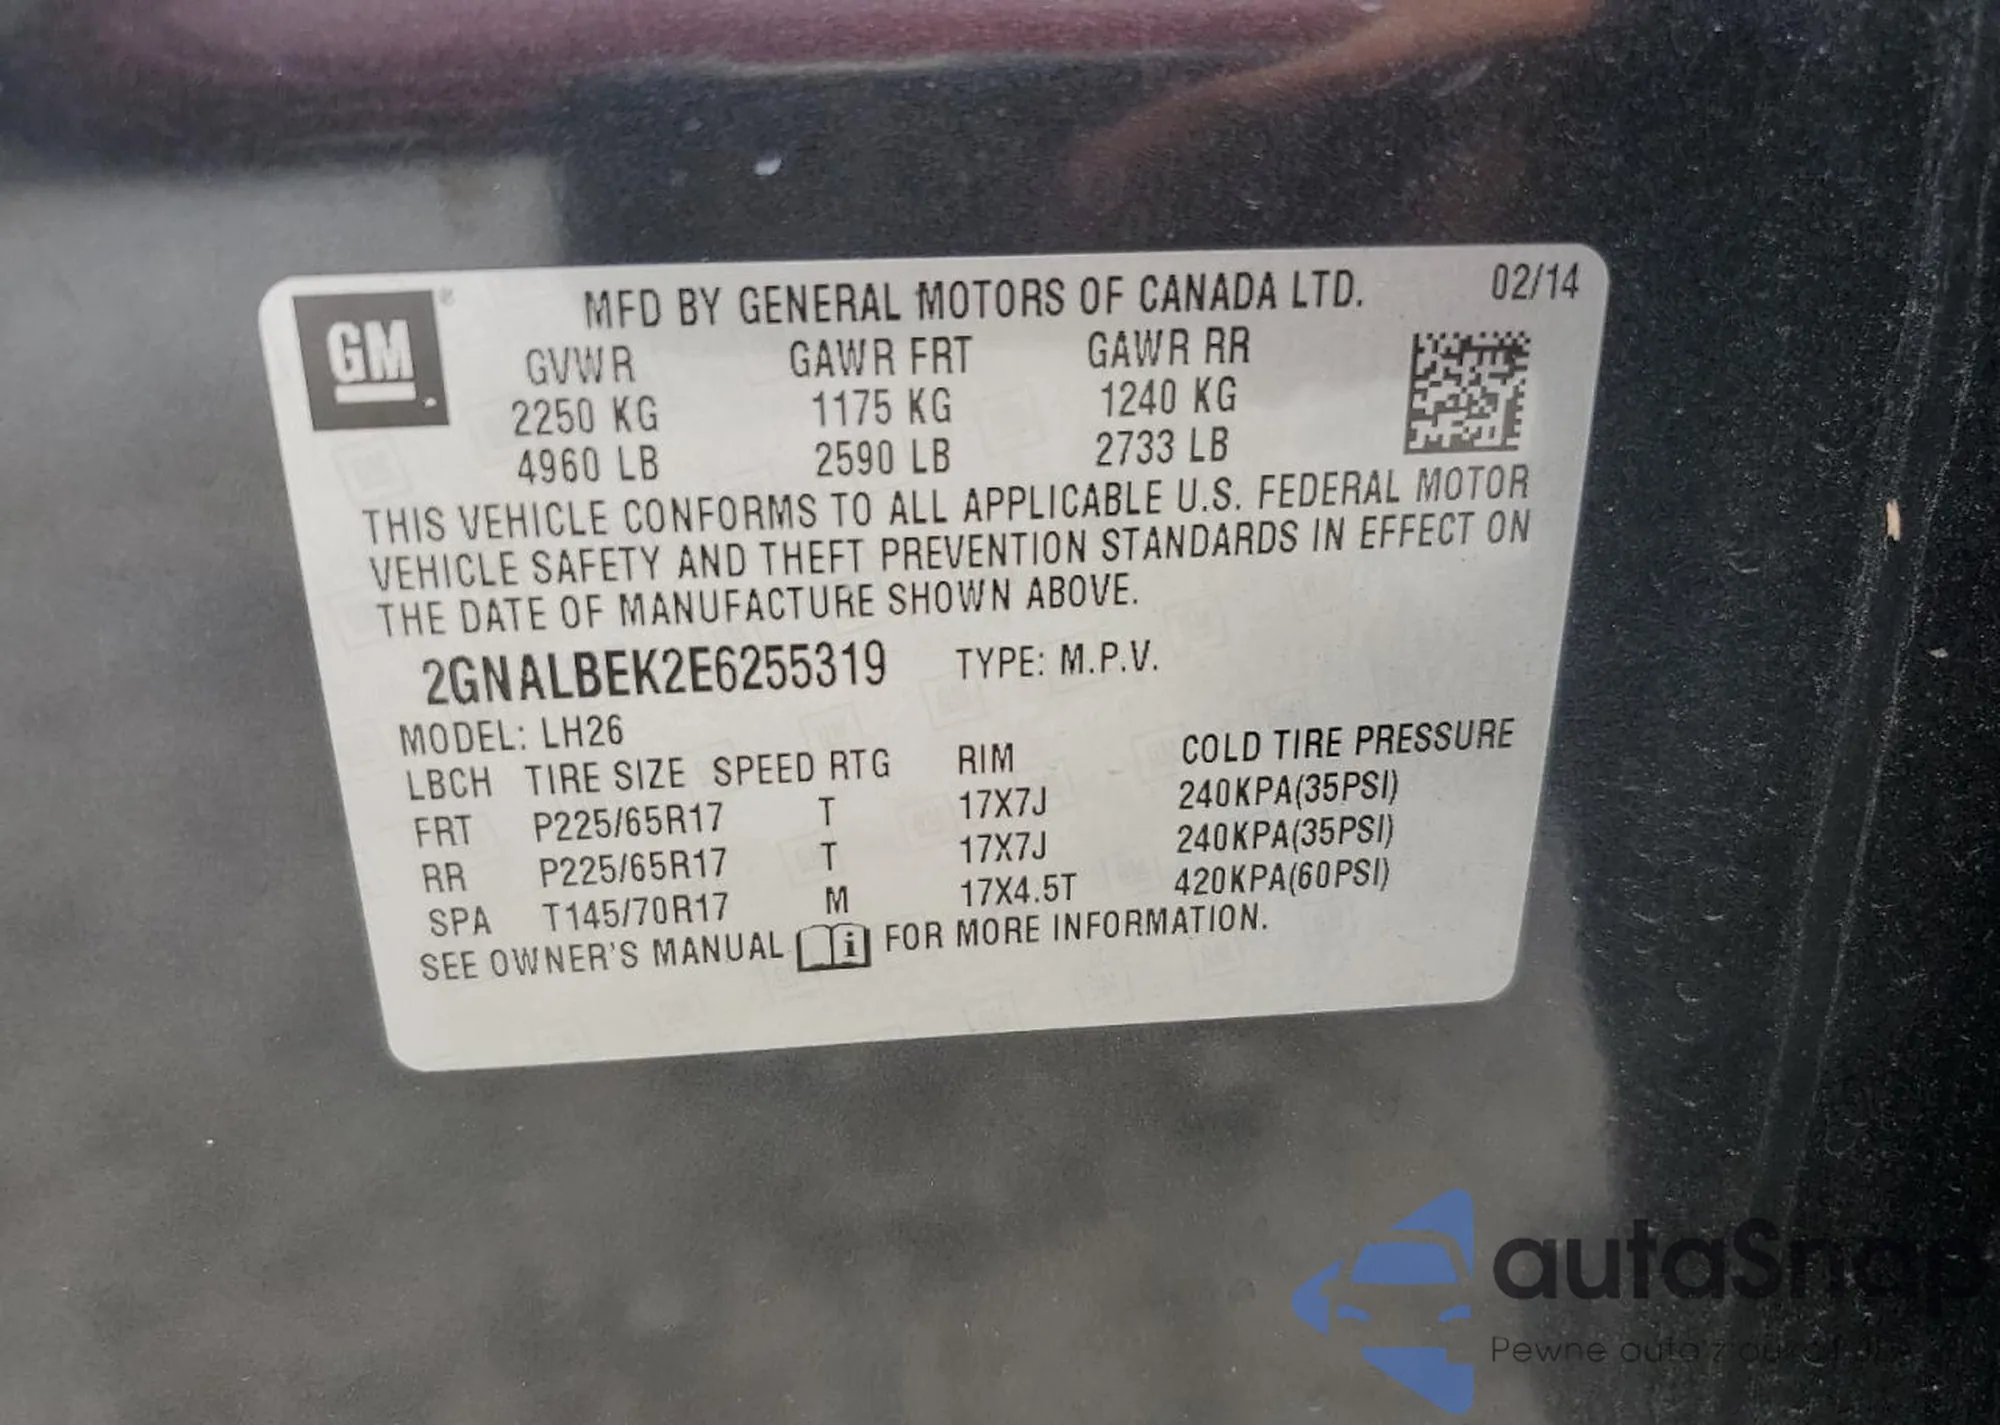 GM
MFD BY GENERAL MOTORS OF CANADA LTD. 02/14
GVWR GAWR FRT GAWR RR
2250 KG 1175 KG 1240 KG
4960 LB 2590 LB 2733 LB
THIS VEHICLE CONFORMS TO ALL APPLICABLE U.S. FEDERAL MOTOR
VEHICLE SAFETY AND THEFT PREVENTION STANDARDS IN EFFECT ON
THE DATE OF MANUFACTURE SHOWN ABOVE.
2GNALBEK2E6255319 TYPE: M.P.V.
MODEL: LH26
LBCH TIRE SIZE SPEED RTG RIM COLD TIRE PRESSURE
FRT P225/65R17 T 17X7J 240KPA(35PSI)
RR P225/65R17 T 17X7J 240KPA(35PSI)
SPA T145/70R17 M 17X4.5T 420KPA(60PSI)
SEE OWNER'S MANUAL i FOR MORE INFORMATION.
autaSnap
Pewne auta z